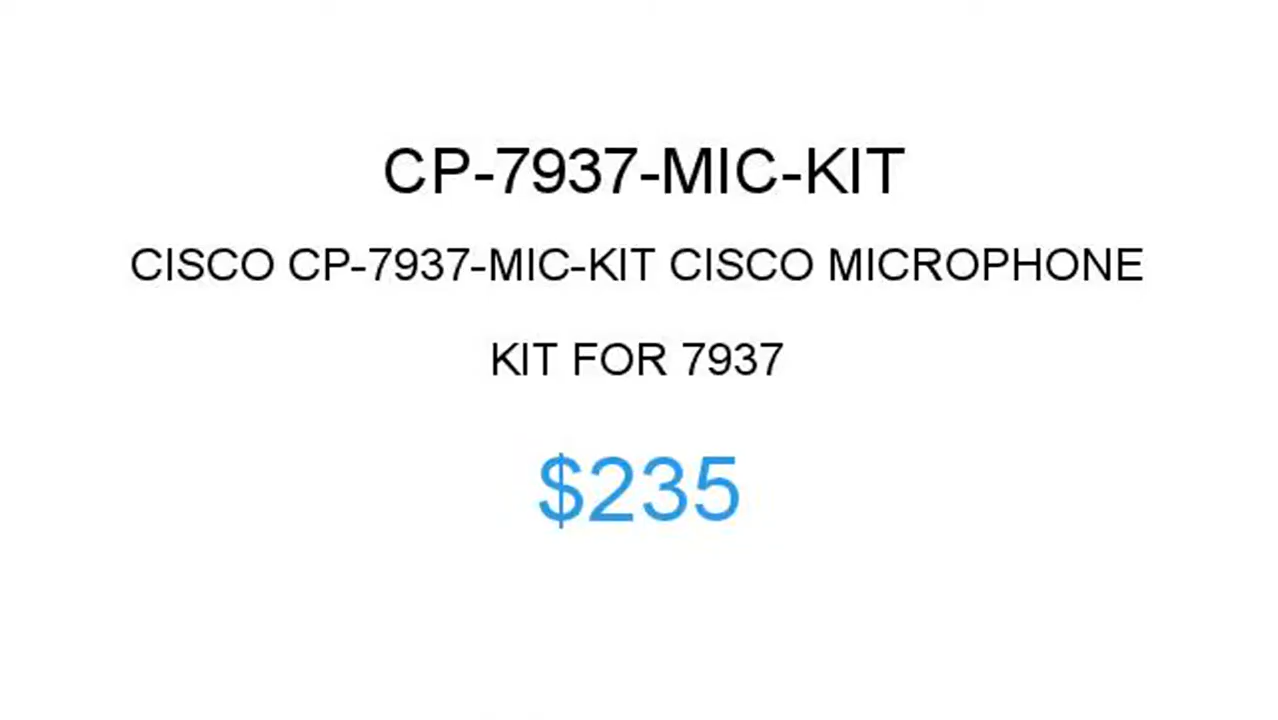 CP-7937-MIC-KIT
CISCO CP-7937-MIC-KIT CISCO MICROPHONE
KIT FOR 7937
$235